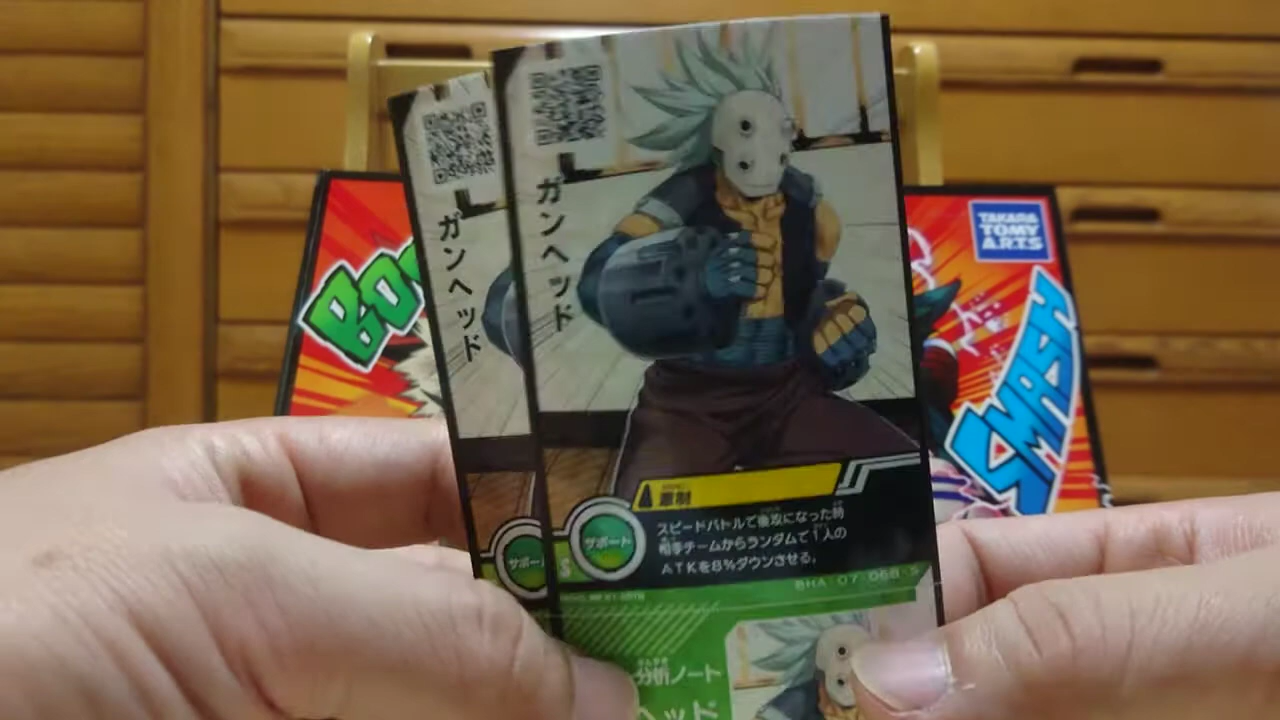 ガンヘッド
ガンヘッド
TAKARA
TOMY
A.R.T.S
BOO
SMASH
牽制
スピードバトルで後攻になった時
相手チームからランダムで1人の
ATKを8%ダウンさせる。
サポート
サポー
S
BHA-07-068-S
分析ノート
ヘッド